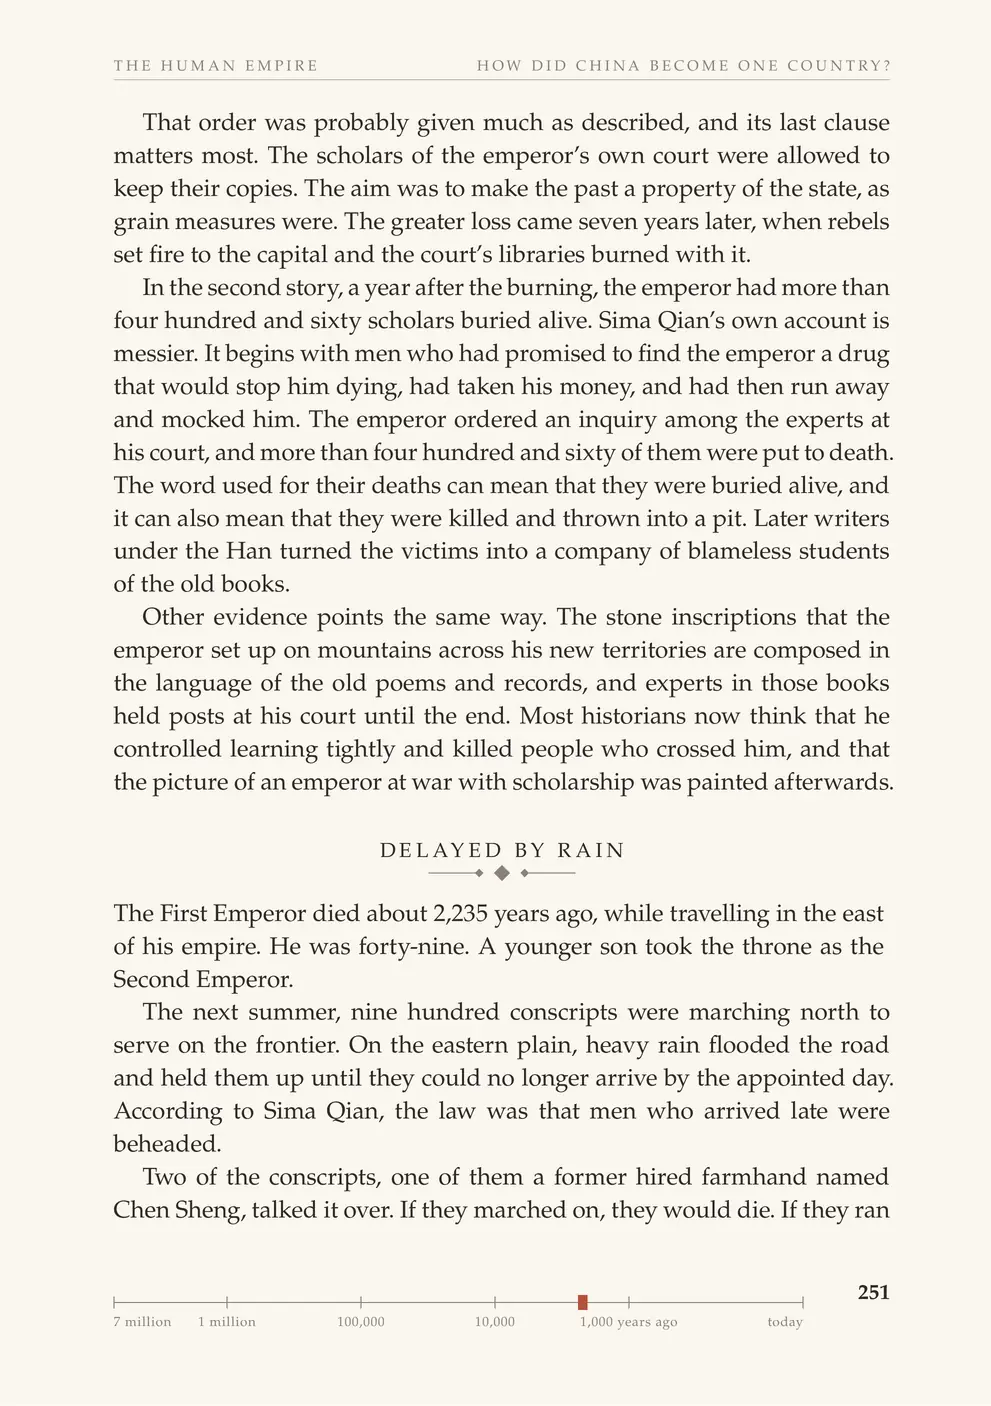 THE HUMAN EMPIRE
HOW DID CHINA BECOME ONE COUNTRY?
That order was probably given much as described, and its last clause
matters most. The scholars of the emperor’s own court were allowed to
keep their copies. The aim was to make the past a property of the state, as
grain measures were. The greater loss came seven years later, when rebels
set fire to the capital and the court’s libraries burned with it.
In the second story, a year after the burning, the emperor had more than
four hundred and sixty scholars buried alive. Sima Qian’s own account is
messier. It begins with men who had promised to find the emperor a drug
that would stop him dying, had taken his money, and had then run away
and mocked him. The emperor ordered an inquiry among the experts at
his court, and more than four hundred and sixty of them were put to death.
The word used for their deaths can mean that they were buried alive, and
it can also mean that they were killed and thrown into a pit. Later writers
under the Han turned the victims into a company of blameless students
of the old books.
Other evidence points the same way. The stone inscriptions that the
emperor set up on mountains across his new territories are composed in
the language of the old poems and records, and experts in those books
held posts at his court until the end. Most historians now think that he
controlled learning tightly and killed people who crossed him, and that
the picture of an emperor at war with scholarship was painted afterwards.
DELAYED BY RAIN
The First Emperor died about 2,235 years ago, while travelling in the east
of his empire. He was forty-nine. A younger son took the throne as the
Second Emperor.
The next summer, nine hundred conscripts were marching north to
serve on the frontier. On the eastern plain, heavy rain flooded the road
and held them up until they could no longer arrive by the appointed day.
According to Sima Qian, the law was that men who arrived late were
beheaded.
Two of the conscripts, one of them a former hired farmhand named
Chen Sheng, talked it over. If they marched on, they would die. If they ran
251
7 million 1 million 100,000 10,000 1,000 years ago today